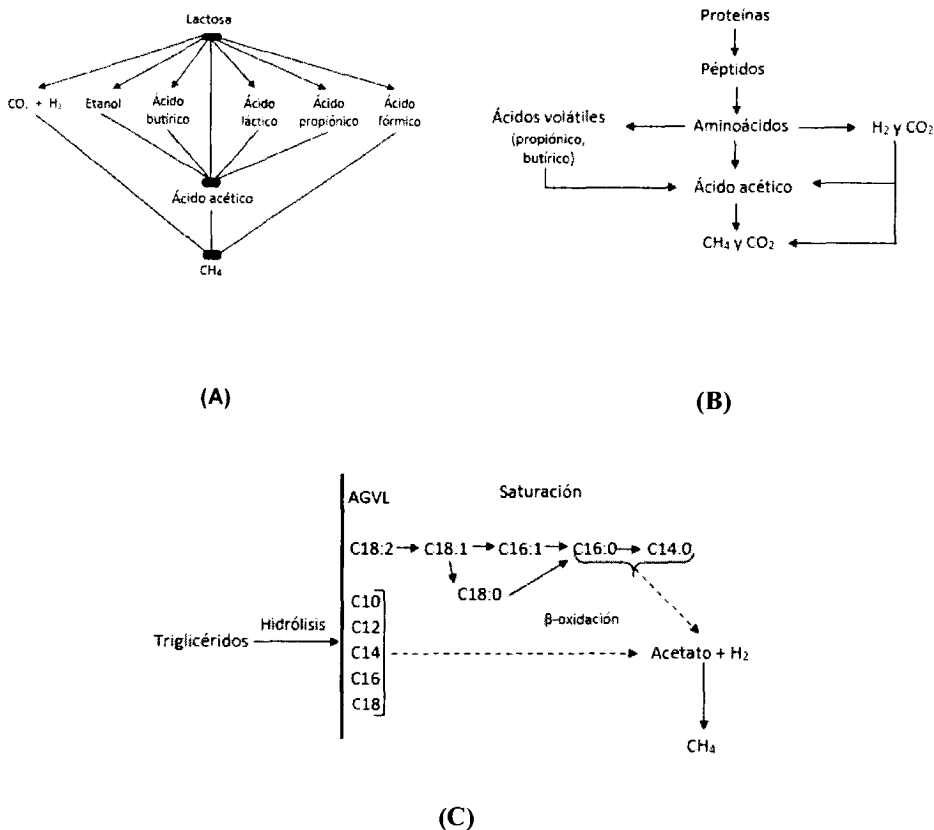 Lactosa
CO. + H₂ Etanol Ácido butírico Ácido láctico Ácido propiónico Ácido fórmico
Ácido acético
CH₄
(A)
Proteínas
Péptidos
Ácidos volátiles
(propiónico,
butírico)
Aminoácidos
H₂ y CO₂
Ácido acético
CH₄ y CO₂
(B)
AGVL Saturación
C18:2 C18:1 C16:1 C16:0 C14:0
C18:0
C10
β-oxidación
C12
Hidrólisis
Triglicéridos
C14
Acetato + H₂
C16
C18
CH₄
(C)